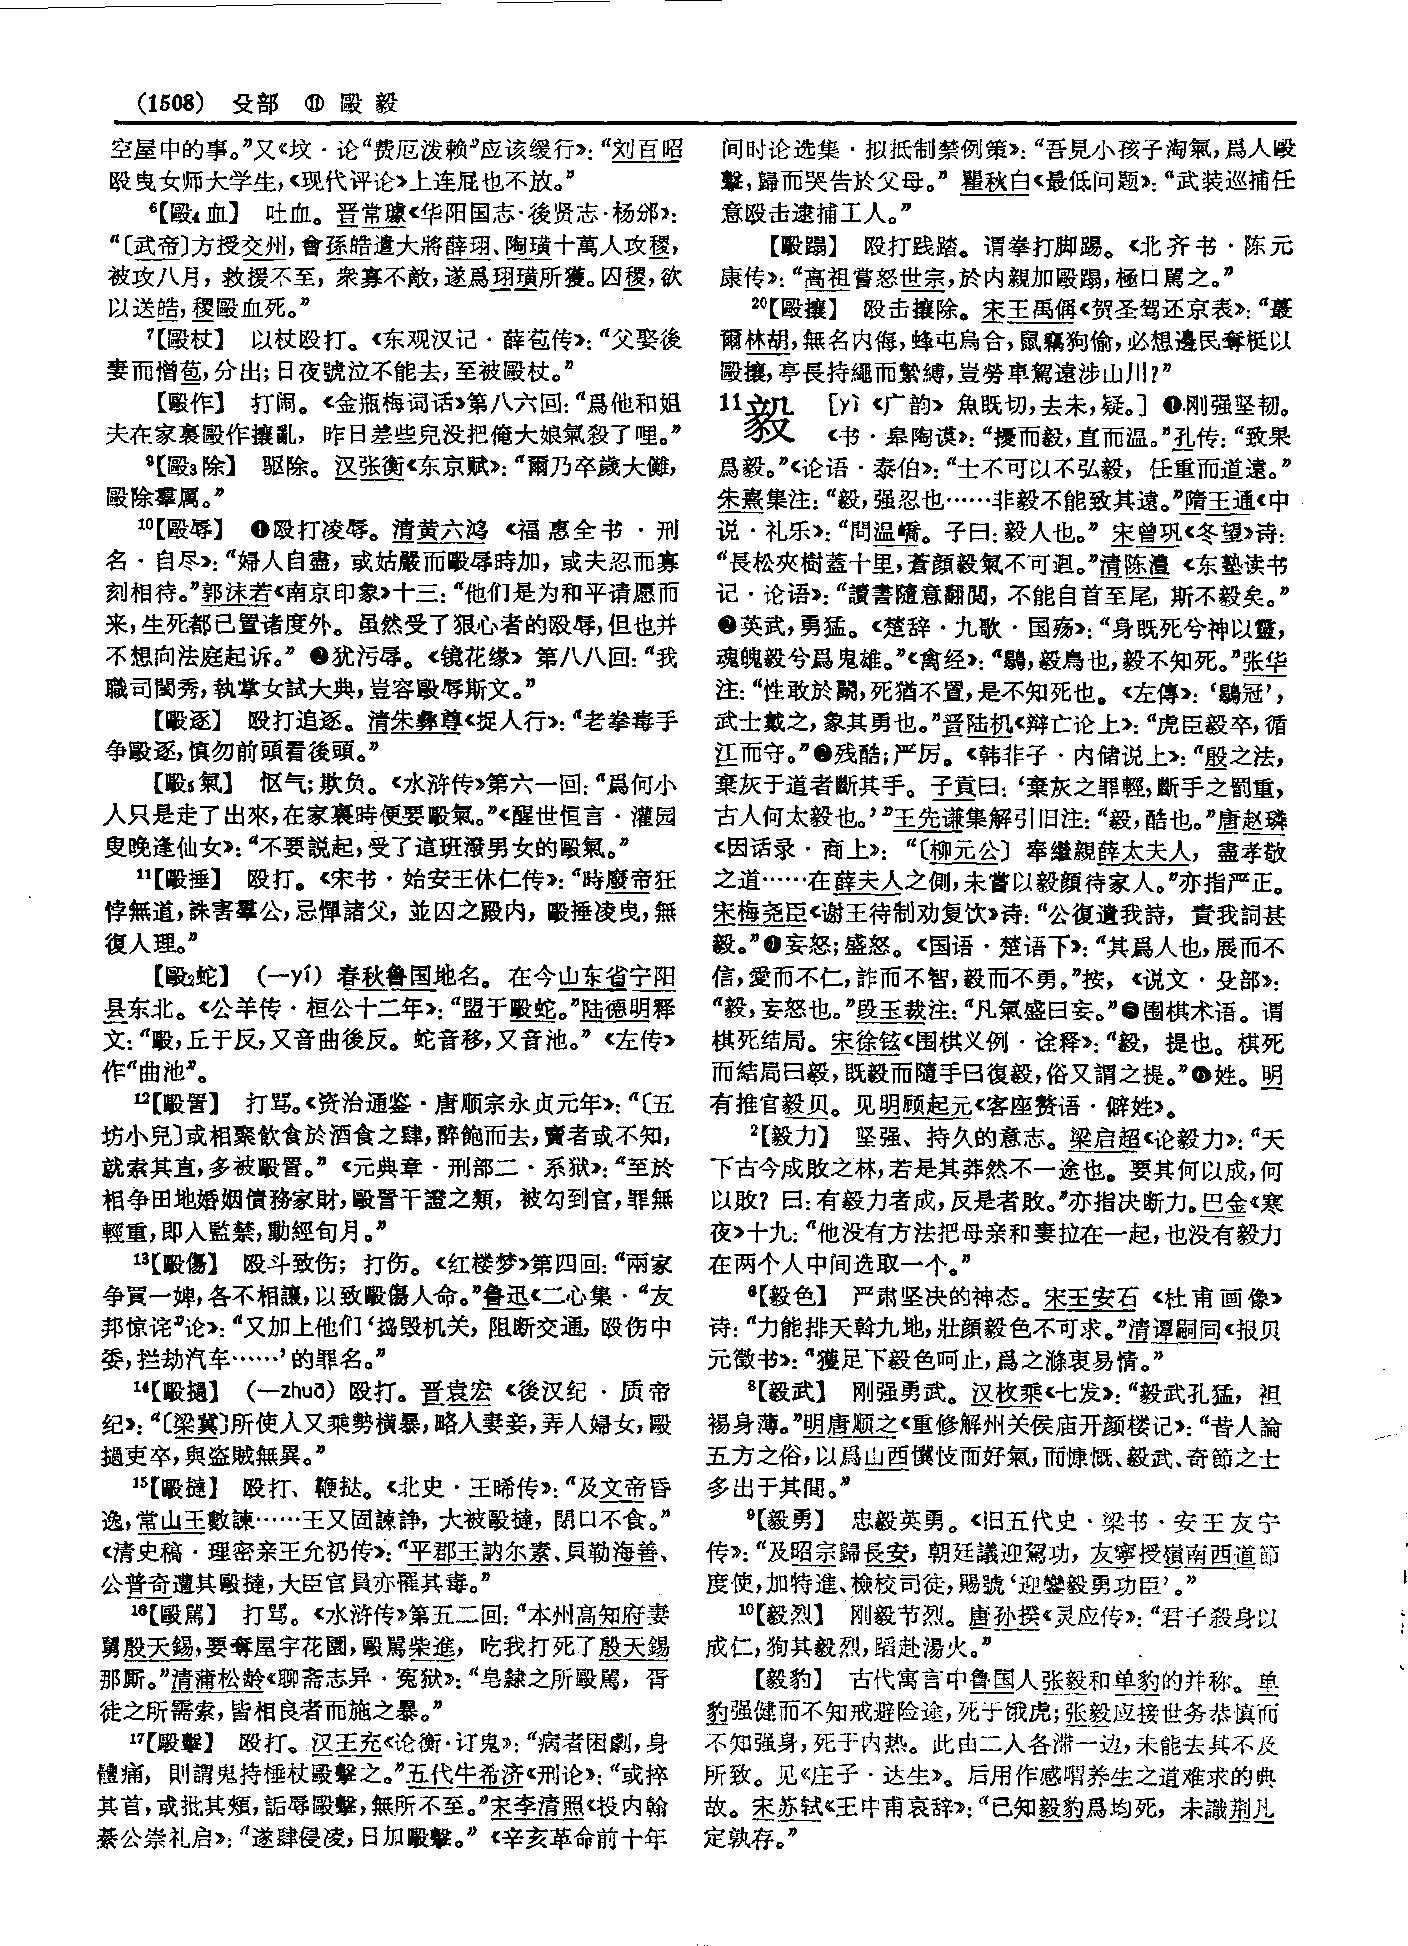 (1508) 殳部 ⑪ 毆 毅
空屋中的事。”又《坟·论“费厄泼赖”应该缓行》：“刘百昭
殴曳女师大学生，《现代评论》上连屁也不放。”
6【毆4血】 吐血。晋常璩《华阳国志·後贤志·杨邠》：
“〔武帝〕方授交州，會孫皓遣大將薛珝、陶璜十萬人攻稷，
被攻八月，救援不至，衆寡不敵，遂爲珝璜所獲。囚稷，欲
以送皓，稷毆血死。”
7【毆杖】 以杖殴打。《东观汉记·薛苞传》：“父娶後
妻而憎苞，分出；日夜號泣不能去，至被毆杖。”
【毆作】 打闹。《金瓶梅词话》第八六回：“爲他和姐
夫在家裏毆作攘亂，昨日差些兒没把俺大娘氣殺了哩。”
9【毆3除】 驱除。汉张衡《东京赋》：“爾乃卒歲大儺，
毆除羣厲。”
10【毆辱】 ❶殴打凌辱。清黄六鸿《福惠全书·刑
名·自尽》：“婦人自盡，或姑嚴而毆辱時加，或夫忍而寡
刻相待。”郭沫若《南京印象》十三：“他们是为和平请愿而
来，生死都已置诸度外。虽然受了狠心者的殴辱，但也并
不想向法庭起诉。”❷犹污辱。《镜花缘》第八八回：“我
職司閨秀，執掌女試大典，豈容毆辱斯文。”
【毆逐】 殴打追逐。清朱彝尊《捉人行》：“老拳毒手
争毆逐，慎勿前頭看後頭。”
【毆5氣】 怄气；欺负。《水浒传》第六一回：“爲何小
人只是走了出來，在家裏時便要毆氣。”《醒世恒言·灌园
叟晚逢仙女》：“不要説起，受了這班潑男女的毆氣。”
11【毆捶】 殴打。《宋书·始安王休仁传》：“時廢帝狂
悖無道，誅害羣公，忌憚諸父，並囚之殿内，毆捶凌曳，無
復人理。”
【毆2蛇】 （—yí）春秋鲁国地名。在今山东省宁阳
县东北。《公羊传·桓公十二年》：“盟于毆蛇。”陆德明释
文：“毆，丘于反，又音曲後反。蛇音移，又音池。”《左传》
作“曲池”。
12【毆詈】 打骂。《资治通鉴·唐顺宗永贞元年》：“〔五
坊小兒〕或相聚飲食於酒食之肆，醉飽而去，賣者或不知，
就索其直，多被毆詈。”《元典章·刑部二·系狱》：“至於
相争田地婚姻債務家財，毆詈干證之類，被勾到官，罪無
輕重，即入監禁，動經旬月。”
13【毆傷】 殴斗致伤；打伤。《红楼梦》第四回：“兩家
争買一婢，各不相讓，以致毆傷人命。”鲁迅《二心集·“友
邦惊诧”论》：“又加上他们‘捣毁机关，阻断交通，殴伤中
委，拦劫汽车……’的罪名。”
14【毆撾】 （—zhuā）殴打。晋袁宏《後汉纪·质帝
纪》：“〔梁冀〕所使人又乘勢横暴，略人妻妾，弄人婦女，毆
撾吏卒，與盗賊無異。”
15【毆撻】 殴打、鞭挞。《北史·王晞传》：“及文帝昏
逸，常山王數諫……王又固諫諍，大被毆撻，閉口不食。”
《清史稿·理密亲王允礽传》：“平郡王訥尔素、貝勒海善、
公普奇遭其毆撻，大臣官員亦罹其毒。”
16【毆駡】 打骂。《水浒传》第五二回：“本州高知府妻
舅殷天錫，要奪屋宇花園，毆駡柴進，吃我打死了殷天錫
那厮。”清蒲松龄《聊斋志异·冤狱》：“皂隸之所毆駡，胥
徒之所需索，皆相良者而施之暴。”
17【毆擊】 殴打。汉王充《论衡·订鬼》：“病者困劇，身
體痛，則謂鬼持棰杖毆擊之。”五代牛希济《刑论》：“或捽
其首，或批其頰，詬辱毆擊，無所不至。”宋李清照《投内翰
綦公崇礼启》：“遂肆侵凌，日加毆擊。”《辛亥革命前十年
间时论选集·拟抵制禁例策》：“吾見小孩子淘氣，爲人毆
擊，歸而哭告於父母。”瞿秋白《最低问题》：“武装巡捕任
意殴击逮捕工人。”
【毆蹋】 殴打践踏。谓拳打脚踢。《北齐书·陈元
康传》：“高祖嘗怒世宗，於内親加毆蹋，極口駡之。”
20【毆攘】 殴击攘除。宋王禹偁《贺圣驾还京表》：“蕞
爾林胡，無名内侮，蜂屯烏合，鼠竊狗偷，必想邊民奪梃以
毆攘，亭長持繩而縶縛，豈勞車駕遠涉山川？”
11毅 ［yì《广韵》魚既切，去未，疑。］❶刚强坚韧。
《书·皋陶谟》：“擾而毅，直而温。”孔传：“致果
爲毅。”《论语·泰伯》：“士不可以不弘毅，任重而道遠。”
朱熹集注：“毅，强忍也……非毅不能致其遠。”隋王通《中
说·礼乐》：“問温嶠。子曰：毅人也。”宋曾巩《冬望》诗：
“長松夾樹蓋十里，蒼顔毅氣不可迴。”清陈澧《东塾读书
记·论语》：“讀書隨意翻閲，不能自首至尾，斯不毅矣。”
❷英武，勇猛。《楚辞·九歌·国殇》：“身既死兮神以靈，
魂魄毅兮爲鬼雄。”《禽经》：“鶡，毅鳥也，毅不知死。”张华
注：“性敢於鬭，死猶不置，是不知死也。《左傳》：‘鶡冠’，
武士戴之，象其勇也。”晋陆机《辩亡论上》：“虎臣毅卒，循
江而守。”❸残酷；严厉。《韩非子·内储说上》：“殷之法，
棄灰于道者斷其手。子貢曰：‘棄灰之罪輕，斷手之罰重，
古人何太毅也。’”王先谦集解引旧注：“毅，酷也。”唐赵璘
《因话录·商上》：“〔柳元公〕奉繼親薛太夫人，盡孝敬
之道……在薛夫人之側，未嘗以毅顔待家人。”亦指严正。
宋梅尧臣《谢王待制劝复饮》诗：“公復遺我詩，責我詞甚
毅。”❹妄怒；盛怒。《国语·楚语下》：“其爲人也，展而不
信，愛而不仁，詐而不智，毅而不勇。”按，《说文·殳部》：
“毅，妄怒也。”段玉裁注：“凡氣盛曰妄。”❺围棋术语。谓
棋死结局。宋徐铉《围棋义例·诠释》：“毅，提也。棋死
而結局曰毅，既毅而隨手曰復毅，俗又謂之提。”❻姓。明
有推官毅贝。见明顾起元《客座赘语·僻姓》。
2【毅力】 坚强、持久的意志。梁启超《论毅力》：“天
下古今成敗之林，若是其莽然不一途也。要其何以成，何
以敗？曰：有毅力者成，反是者敗。”亦指决断力。巴金《寒
夜》十九：“他没有方法把母亲和妻拉在一起，也没有毅力
在两个人中间选取一个。”
6【毅色】 严肃坚决的神态。宋王安石《杜甫画像》
诗：“力能排天斡九地，壯顔毅色不可求。”清谭嗣同《报贝
元徵书》：“獲足下毅色呵止，爲之滌衷易情。”
8【毅武】 刚强勇武。汉枚乘《七发》：“毅武孔猛，袒
裼身薄。”明唐顺之《重修解州关侯庙开颜楼记》：“昔人論
五方之俗，以爲山西懻忮而好氣，而慷慨、毅武、奇節之士
多出于其間。”
9【毅勇】 忠毅英勇。《旧五代史·梁书·安王友宁
传》：“及昭宗歸長安，朝廷議迎駕功，友寧授嶺南西道節
度使，加特進、檢校司徒，賜號‘迎鑾毅勇功臣’。”
10【毅烈】 刚毅节烈。唐孙揆《灵应传》：“君子殺身以
成仁，狥其毅烈，蹈赴湯火。”
【毅豹】 古代寓言中鲁国人张毅和单豹的并称。单
豹强健而不知戒避险途，死于饿虎；张毅应接世务恭慎而
不知强身，死于内热。此由二人各滞一边，未能去其不及
所致。见《庄子·达生》。后用作感喟养生之道难求的典
故。宋苏轼《王中甫哀辞》：“已知毅豹爲均死，未識荆凡
定孰存。”